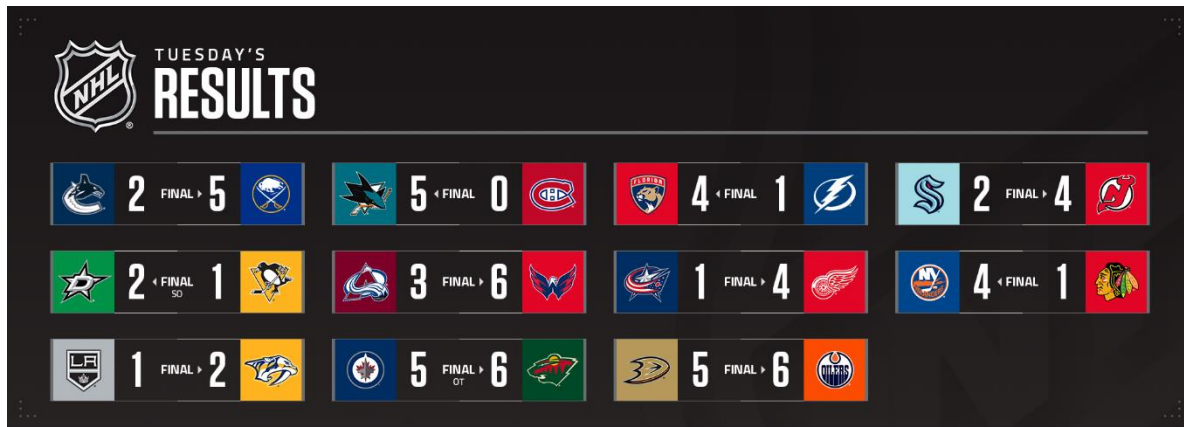 NHL
TUESDAY'S
RESULTS
2 FINAL 5
5 FINAL 0
FLORIDA
4 FINAL 1
2 FINAL 4
2 FINAL 1
SO
3 FINAL 6
1 FINAL 4
NY
4 FINAL 1
LA
1 FINAL 2
5 FINAL 6
OT
5 FINAL 6
OILERS